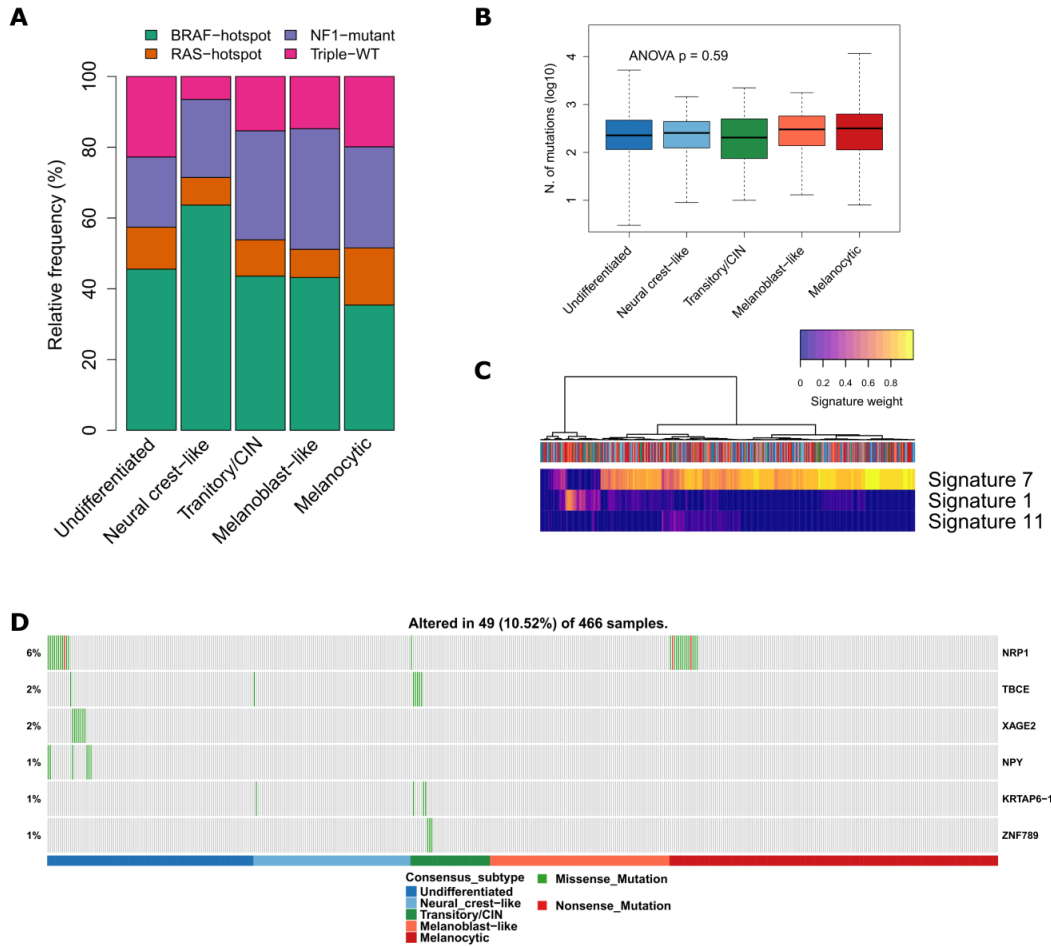 A
BRAF−hotspot
RAS−hotspot
NF1−mutant
Triple−WT
Relative frequency (%)
100
80
60
40
20
0
Undifferentiated
Neural crest−like
Tranitory/CIN
Melanoblast−like
Melanocytic
B
ANOVA p = 0.59
N. of mutations (log10)
4
3
2
1
Undifferentiated
Neural crest−like
Transitory/CIN
Melanoblast−like
Melanocytic
C
0 0.2 0.4 0.6 0.8
Signature weight
Signature 7
Signature 1
Signature 11
D
Altered in 49 (10.52%) of 466 samples.
6% NRP1
2% TBCE
2% XAGE2
1% NPY
1% KRTAP6−1
1% ZNF789
Consensus_subtype
Undifferentiated
Neural_crest−like
Transitory/CIN
Melanoblast−like
Melanocytic
Missense_Mutation
Nonsense_Mutation